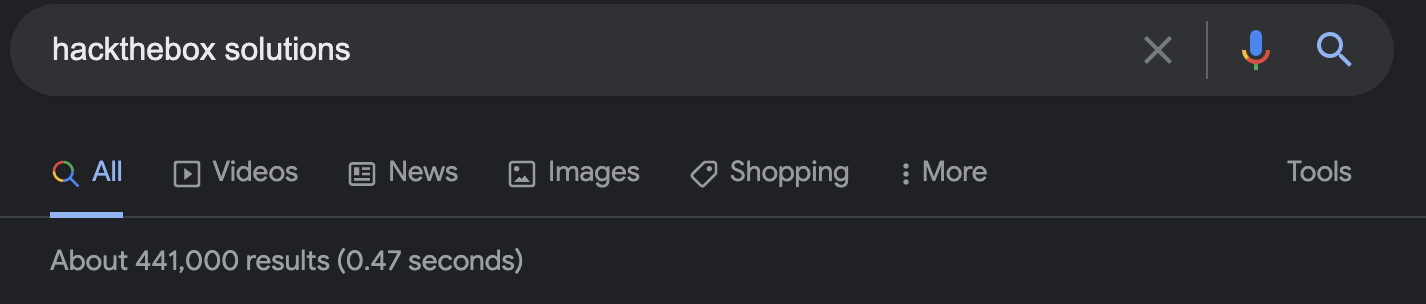 hackthebox solutions
All Videos News Images Shopping More Tools
About 441,000 results (0.47 seconds)